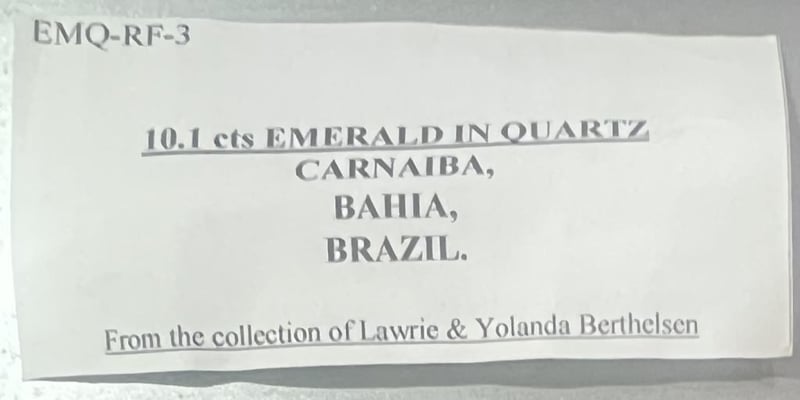 EMQ-RF-3
10.1 cts EMERALD IN QUARTZ
CARNAIBA,
BAHIA,
BRAZIL.
From the collection of Lawrie & Yolanda Berthelsen